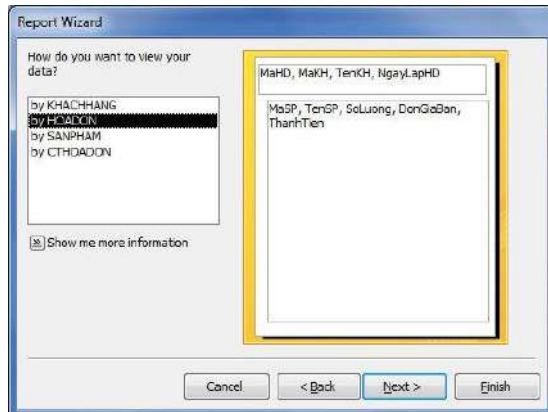 Report Wizard
How do you want to view your
data?
by KHACHHANG
by HOADON
by SANPHAM
by CTHOADON
Show me more information
MaHD, MaKH, TenKH, NgayLapHD
MaSP, TenSP, SoLuong, DonGiaBan,
ThanhTien
Cancel
< Back
Next >
Finish